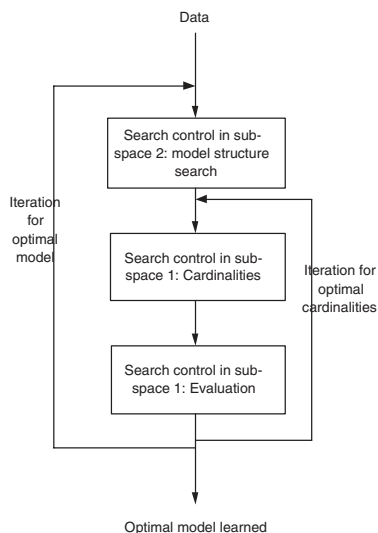 Data
Search control in sub-
space 2: model structure
search
Iteration
for
optimal
model
Search control in sub-
space 1: Cardinalities
Iteration for
optimal
cardinalities
Search control in sub-
space 1: Evaluation
Optimal model learned